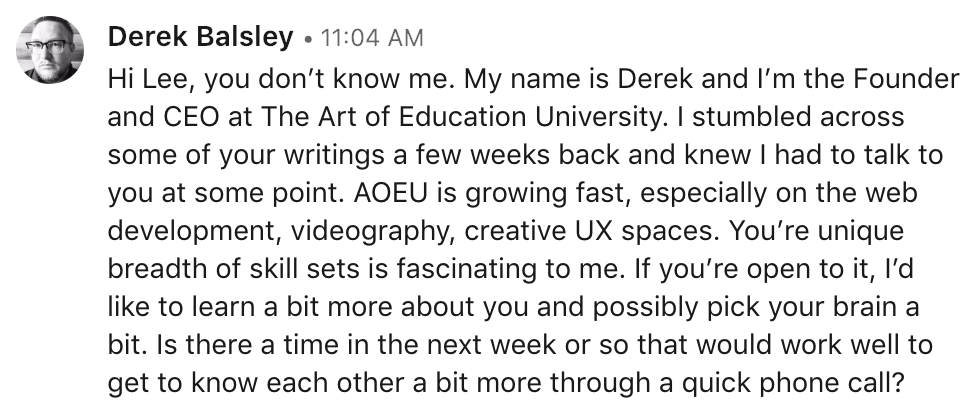 Derek Balsley • 11:04 AM
Hi Lee, you don’t know me. My name is Derek and I’m the Founder
and CEO at The Art of Education University. I stumbled across
some of your writings a few weeks back and knew I had to talk to
you at some point. AOEU is growing fast, especially on the web
development, videography, creative UX spaces. You’re unique
breadth of skill sets is fascinating to me. If you’re open to it, I’d
like to learn a bit more about you and possibly pick your brain a
bit. Is there a time in the next week or so that would work well to
get to know each other a bit more through a quick phone call?